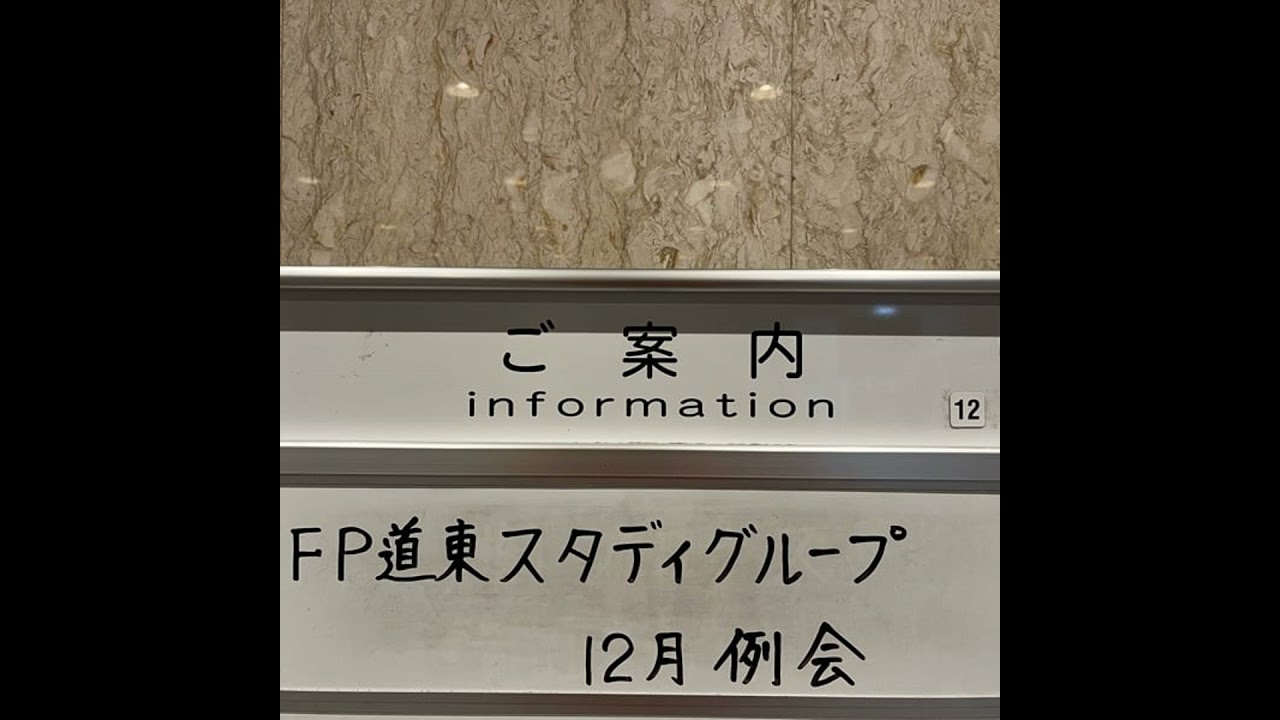 ご案内
information
12
FP道東スタディグループ
12月 例会